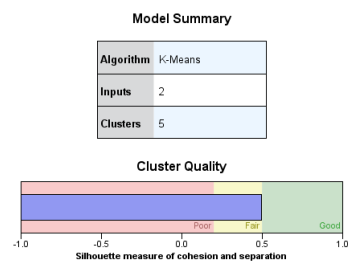 Model Summary
Algorithm K-Means
Inputs 2
Clusters 5
Cluster Quality
Poor Fair Good
-1.0 -0.5 0.0 0.5 1.0
Silhouette measure of cohesion and separation